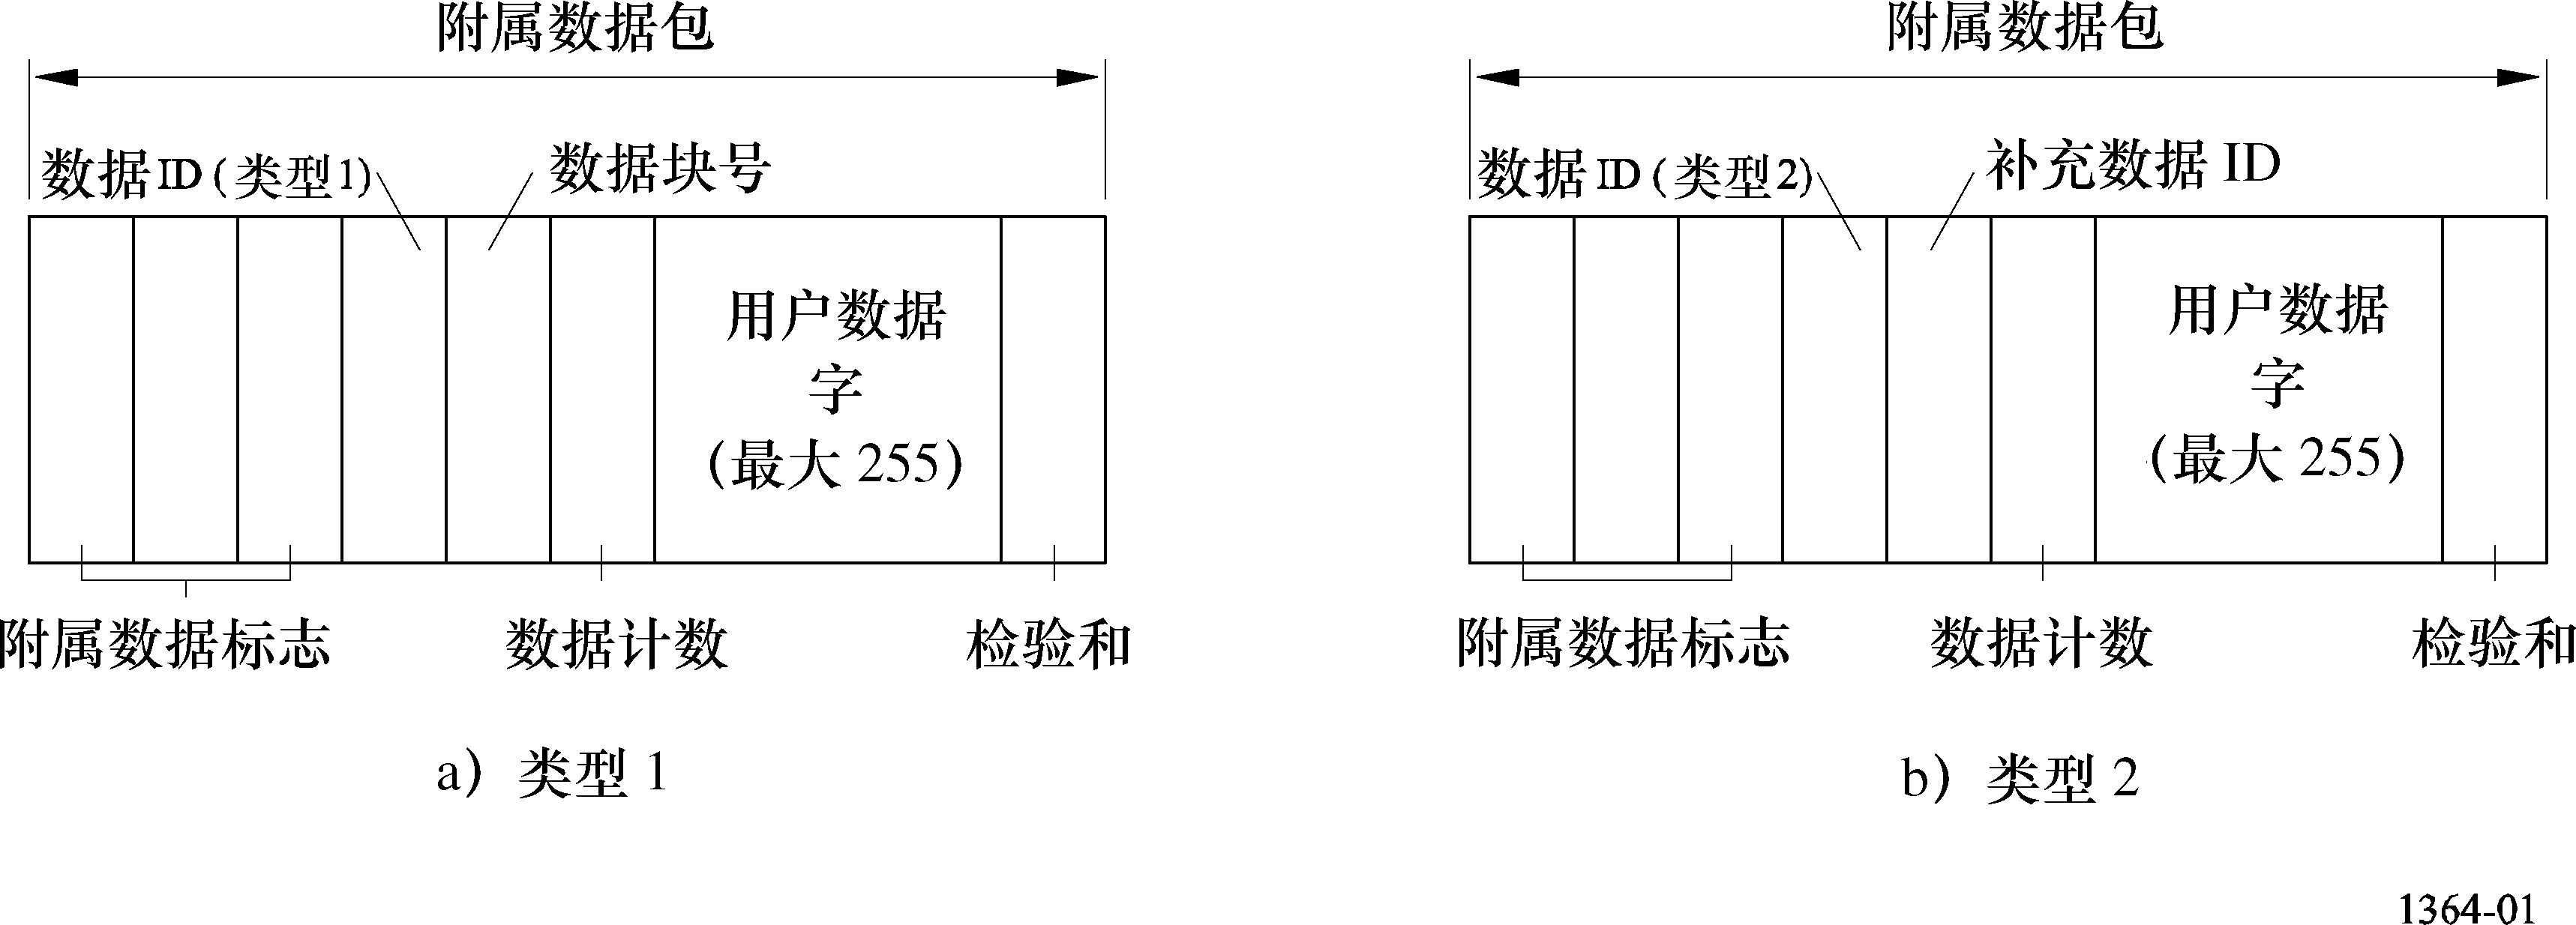 附属数据包
数据ID(类型1)
数据块号
用户数据
字
(最大 255)
附属数据标志
数据计数
检验和
a) 类型 1
附属数据包
数据ID(类型2)
补充数据 ID
用户数据
字
(最大 255)
附属数据标志
数据计数
检验和
b) 类型 2
1364-01